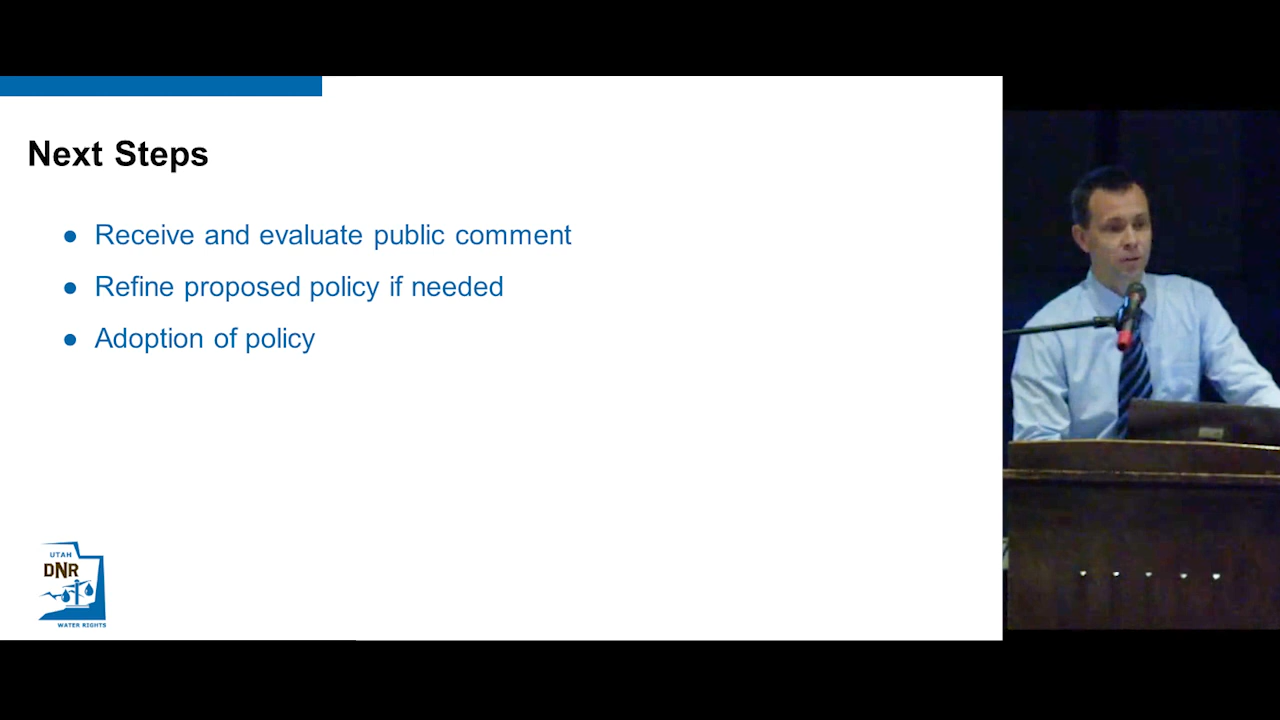 Next Steps
● Receive and evaluate public comment
● Refine proposed policy if needed
● Adoption of policy
UTAH
DNR
WATER RIGHTS